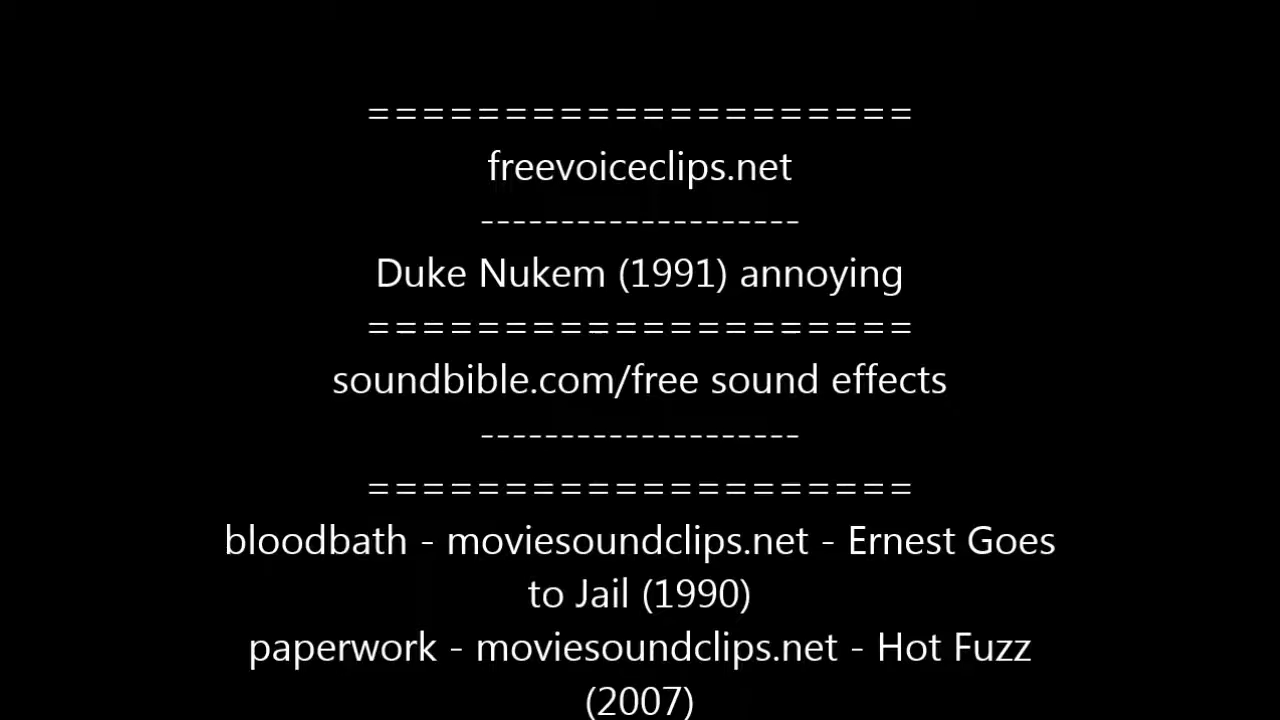 ====================
freevoiceclips.net
--------------------
Duke Nukem (1991) annoying
====================
soundbible.com/free sound effects
--------------------
====================
bloodbath - moviesoundclips.net - Ernest Goes
to Jail (1990)
paperwork - moviesoundclips.net - Hot Fuzz
(2007)